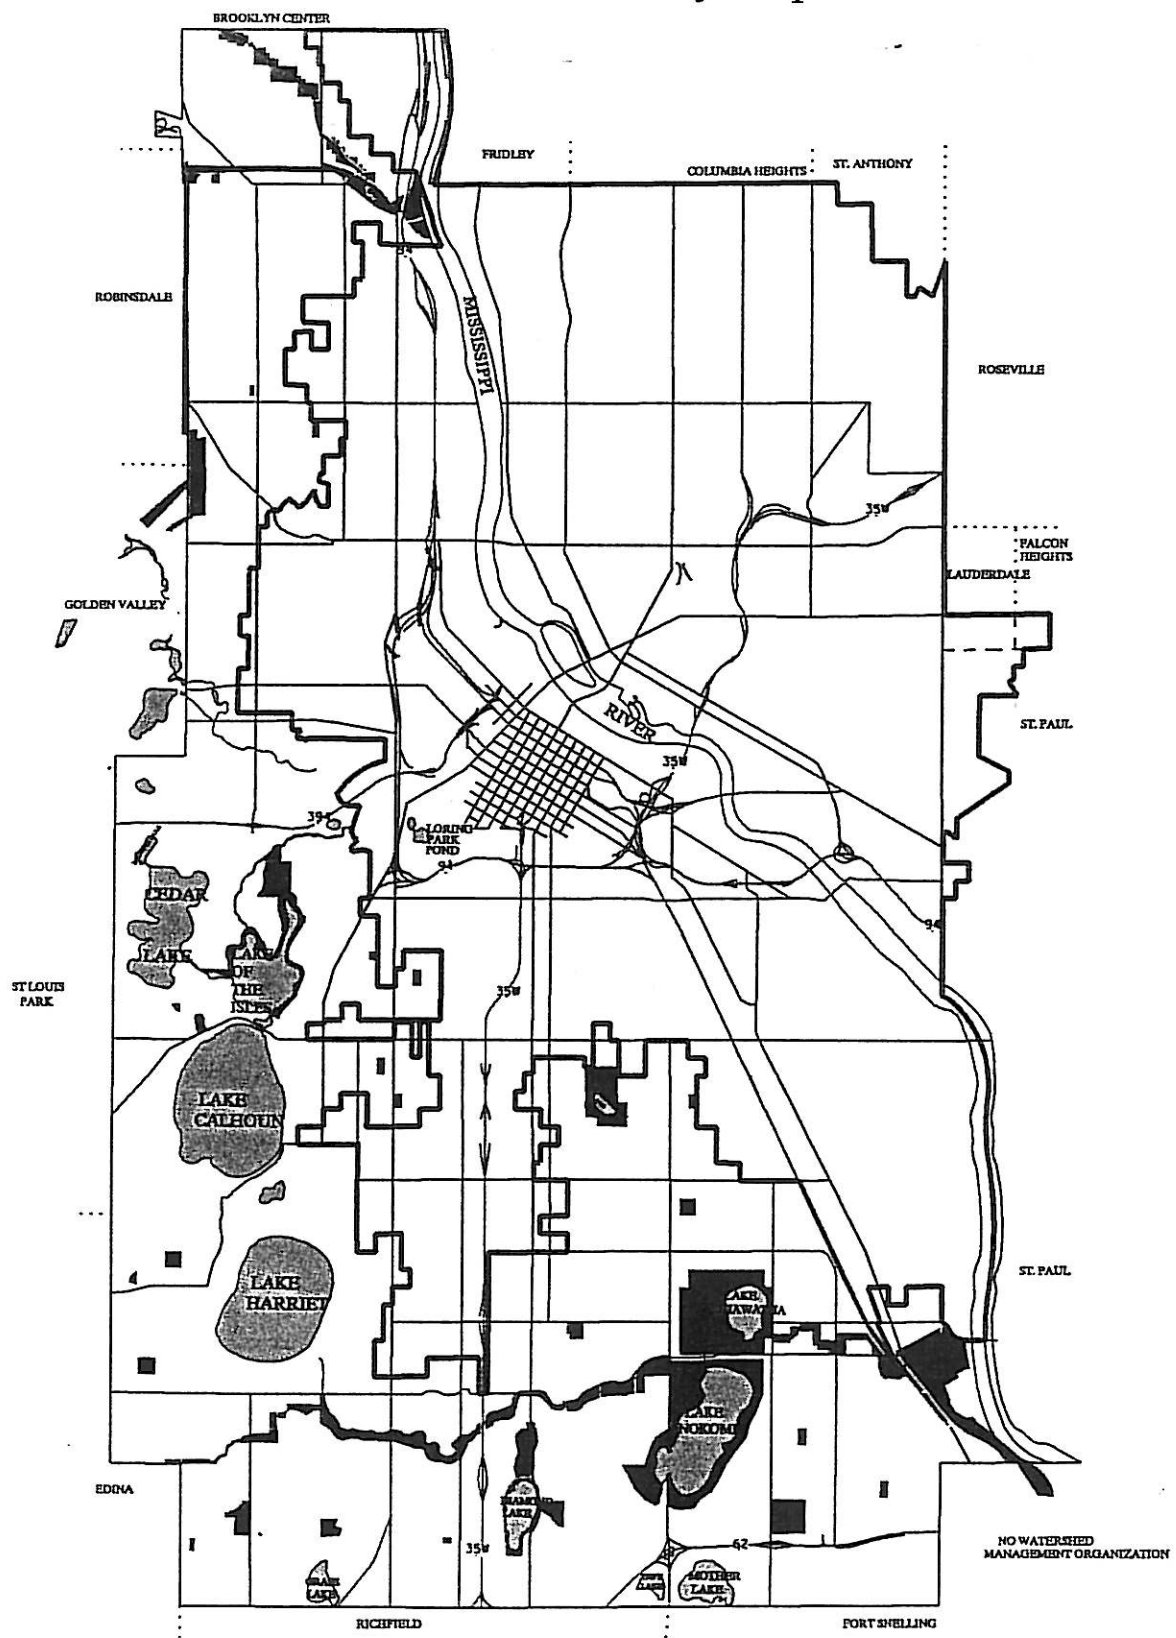 BROOKLYN CENTER
FRIDLEY
COLUMBIA HEIGHTS
ST. ANTHONY
94
ROBINSDALE
MISSISSIPPI
ROSEVILLE
35W
FALCON
HEIGHTS
LAUDERDALE
GOLDEN VALLEY
RIVER
ST. PAUL
35W
394
LORING
PARK
POND
94
CEDAR
LAKE
94
LAKE
OF
THE
ISLES
ST LOUIS
PARK
35W
LAKE
CALHOUN
ST. PAUL
LAKE
HARRIET
LAKE
HIAWATHA
LAKE
NOKOMIS
EDINA
DIAMOND
LAKE
35W
62
NO WATERSHED
MANAGEMENT ORGANIZATION
LAKE
MOTHER
LAKE
RICHFIELD
FORT SNELLING